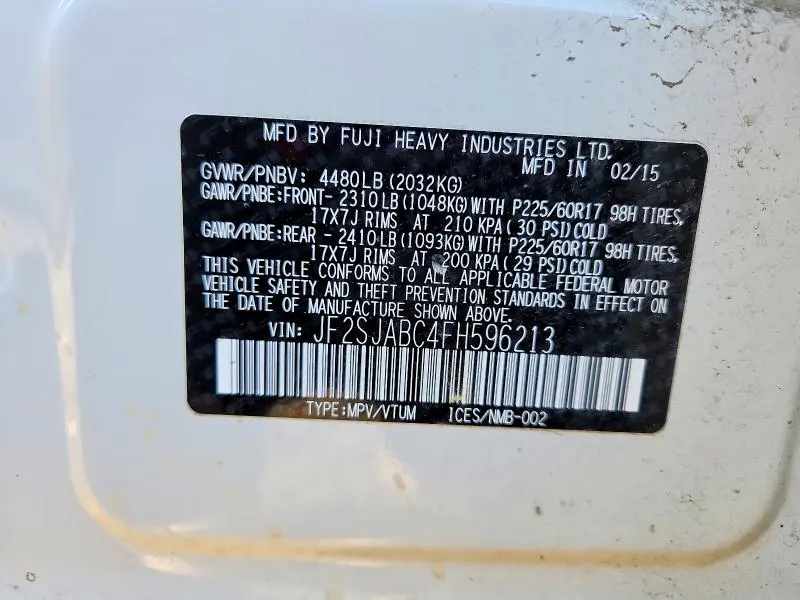 MFD BY FUJI HEAVY INDUSTRIES LTD.
MFD IN 02/15
GVWR/PNBV: 4480LB (2032KG)
GAWR/PNBE:FRONT- 2310LB (1048KG) WITH P225/60R17 98H TIRES,
17X7J RIMS AT 210 KPA ( 30 PSI) COLD
GAWR/PNBE:REAR - 2410LB (1093KG) WITH P225/60R17 98H TIRES,
17X7J RIMS AT 200 KPA ( 29 PSI) COLD
THIS VEHICLE CONFORMS TO ALL APPLICABLE FEDERAL MOTOR
VEHICLE SAFETY AND THEFT PREVENTION STANDARDS IN EFFECT ON
THE DATE OF MANUFACTURE SHOWN ABOVE.
VIN: JF2SJABC4FH596213
TYPE:MPV/VTUM ICES/NMB-002